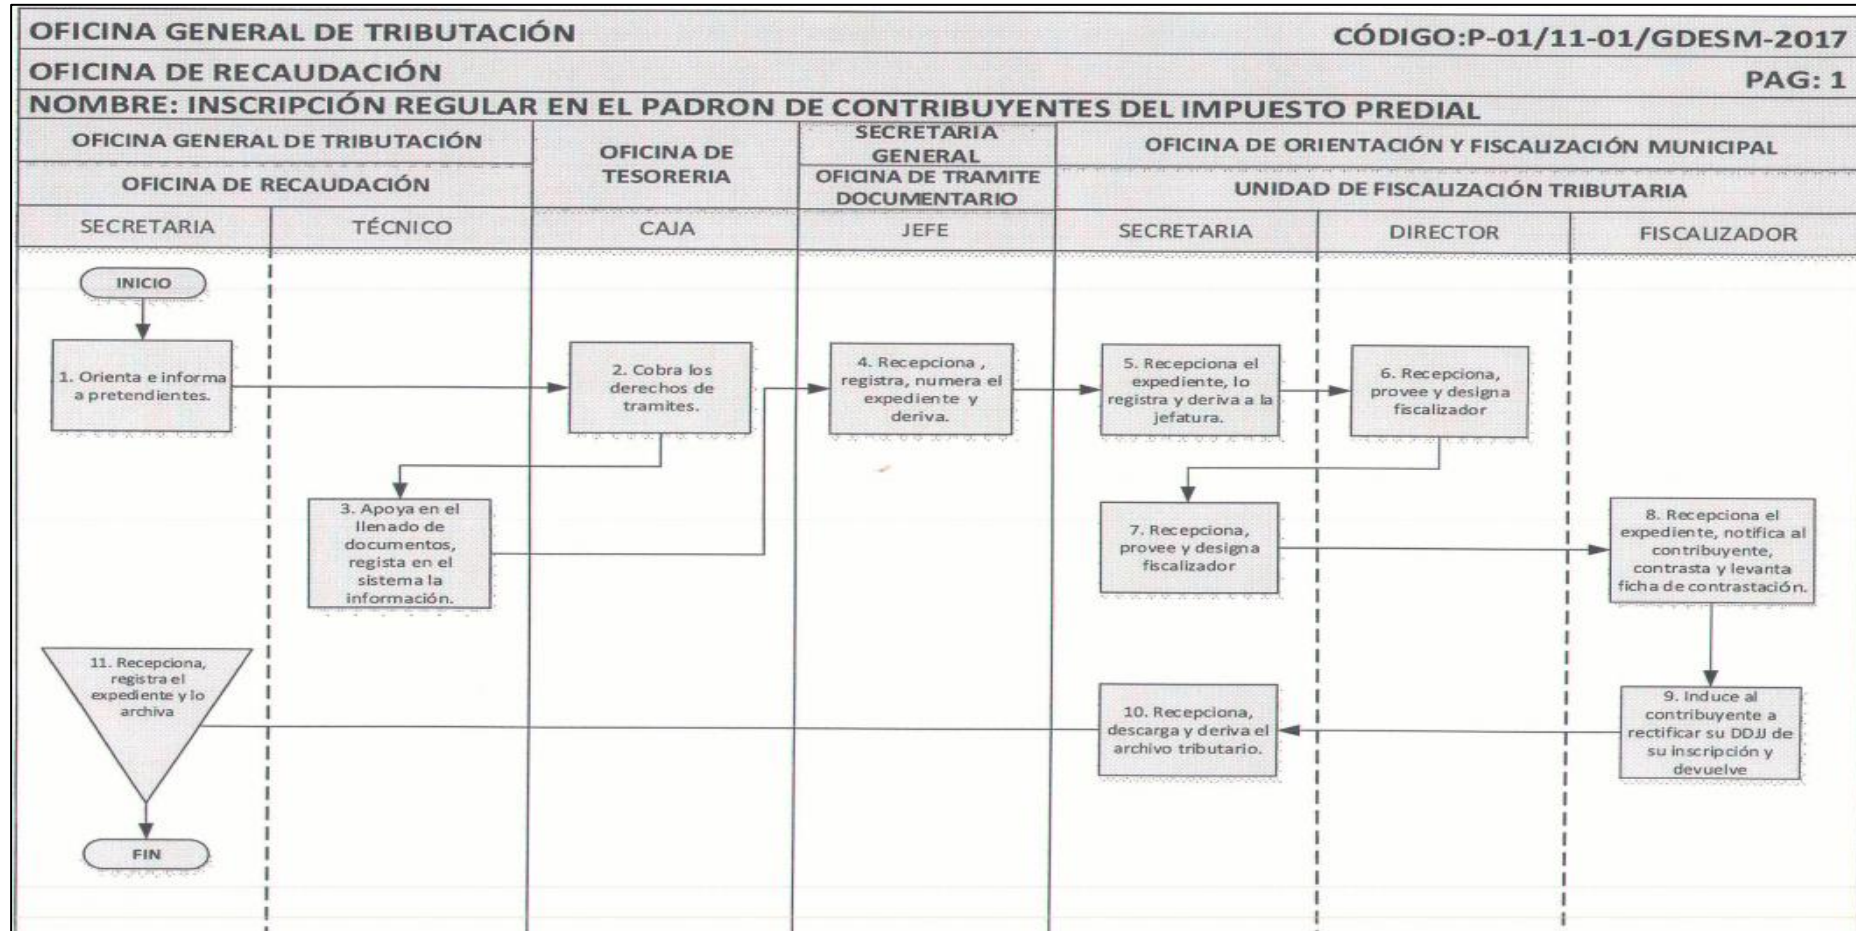 OFICINA GENERAL DE TRIBUTACIÓN
CÓDIGO:P-01/11-01/GDESM-2017
OFICINA DE RECAUDACIÓN
PAG: 1
NOMBRE: INSCRIPCIÓN REGULAR EN EL PADRON DE CONTRIBUYENTES DEL IMPUESTO PREDIAL
OFICINA GENERAL DE TRIBUTACIÓN
OFICINA DE RECAUDACIÓN
OFICINA DE
TESORERIA
SECRETARIA
GENERAL
OFICINA DE TRAMITE
DOCUMENTARIO
OFICINA DE ORIENTACIÓN Y FISCALIZACIÓN MUNICIPAL
UNIDAD DE FISCALIZACIÓN TRIBUTARIA
SECRETARIA
TÉCNICO
CAJA
JEFE
SECRETARIA
DIRECTOR
FISCALIZADOR
INICIO
1. Orienta e informa
a pretendientes.
2. Cobra los
derechos de
tramites.
3. Apoya en el
llenado de
documentos,
regista en el
sistema la
información.
4. Recepciona ,
registra, numera el
expediente y
deriva.
5. Recepciona el
expediente, lo
registra y deriva a la
jefatura.
6. Recepciona,
provee y designa
fiscalizador
7. Recepciona,
provee y designa
fiscalizador
8. Recepciona el
expediente, notifica al
contribuyente,
contrasta y levanta
ficha de contrastación.
9. Induce al
contribuyente a
rectificar su DDJJ de
su inscripción y
devuelve
10. Recepciona,
descarga y deriva el
archivo tributario.
11. Recepciona,
registra el
expediente y lo
archiva
FIN